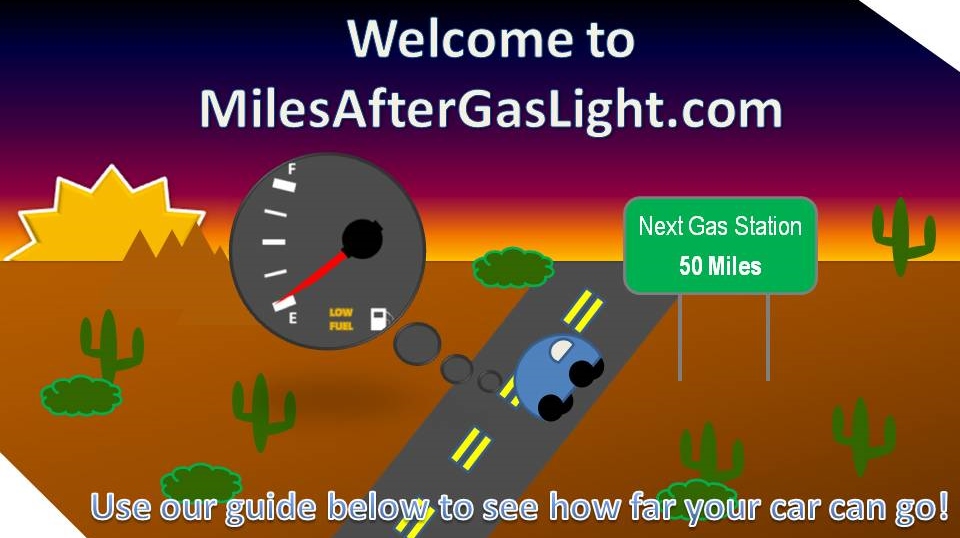 Welcome to
MilesAfterGasLight.com
F
Next Gas Station
50 Miles
E
LOW
FUEL
Use our guide below to see how far your car can go!